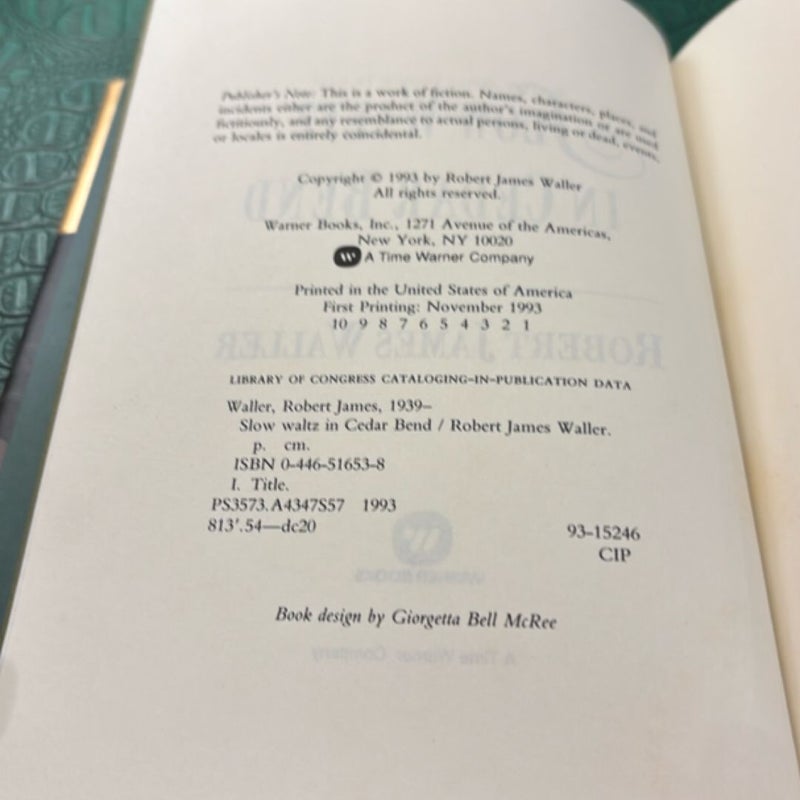 Publisher's Note: This is a work of fiction. Names, characters, places, and
incidents either are the product of the author's imagination or are used
fictitiously, and any resemblance to actual persons, living or dead, events,
or locales is entirely coincidental.
Copyright © 1993 by Robert James Waller
All rights reserved.
Warner Books, Inc., 1271 Avenue of the Americas,
New York, NY 10020
W A Time Warner Company
Printed in the United States of America
First Printing: November 1993
10 9 8 7 6 5 4 3 2 1
LIBRARY OF CONGRESS CATALOGING-IN-PUBLICATION DATA
Waller, Robert James, 1939–
Slow waltz in Cedar Bend / Robert James Waller.
p. cm.
ISBN 0-446-51653-8
I. Title.
PS3573.A4347S57 1993
813'.54—dc20 93-15246
CIP
Book design by Giorgetta Bell McRee